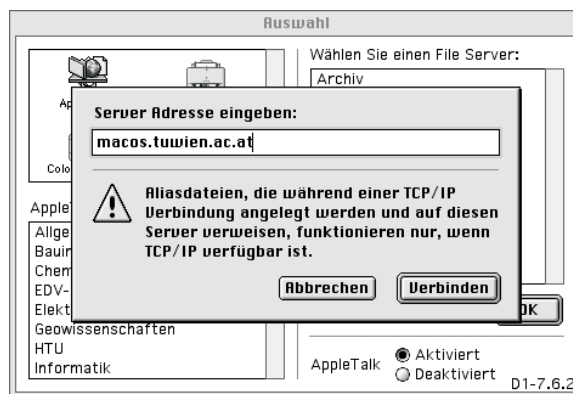 Auswahl
Wählen Sie einen File Server:
Archiv
Server Adresse eingeben:
macos.tuwien.ac.at
Aliasdateien, die während einer TCP/IP
Verbindung angelegt werden und auf diesen
Server verweisen, funktionieren nur, wenn
TCP/IP verfügbar ist.
Abbrechen
Verbinden
EDV-
Geowissenschaften
HTU
Informatik
OK
AppleTalk
Aktiviert
Deaktiviert
D1-7.6.2